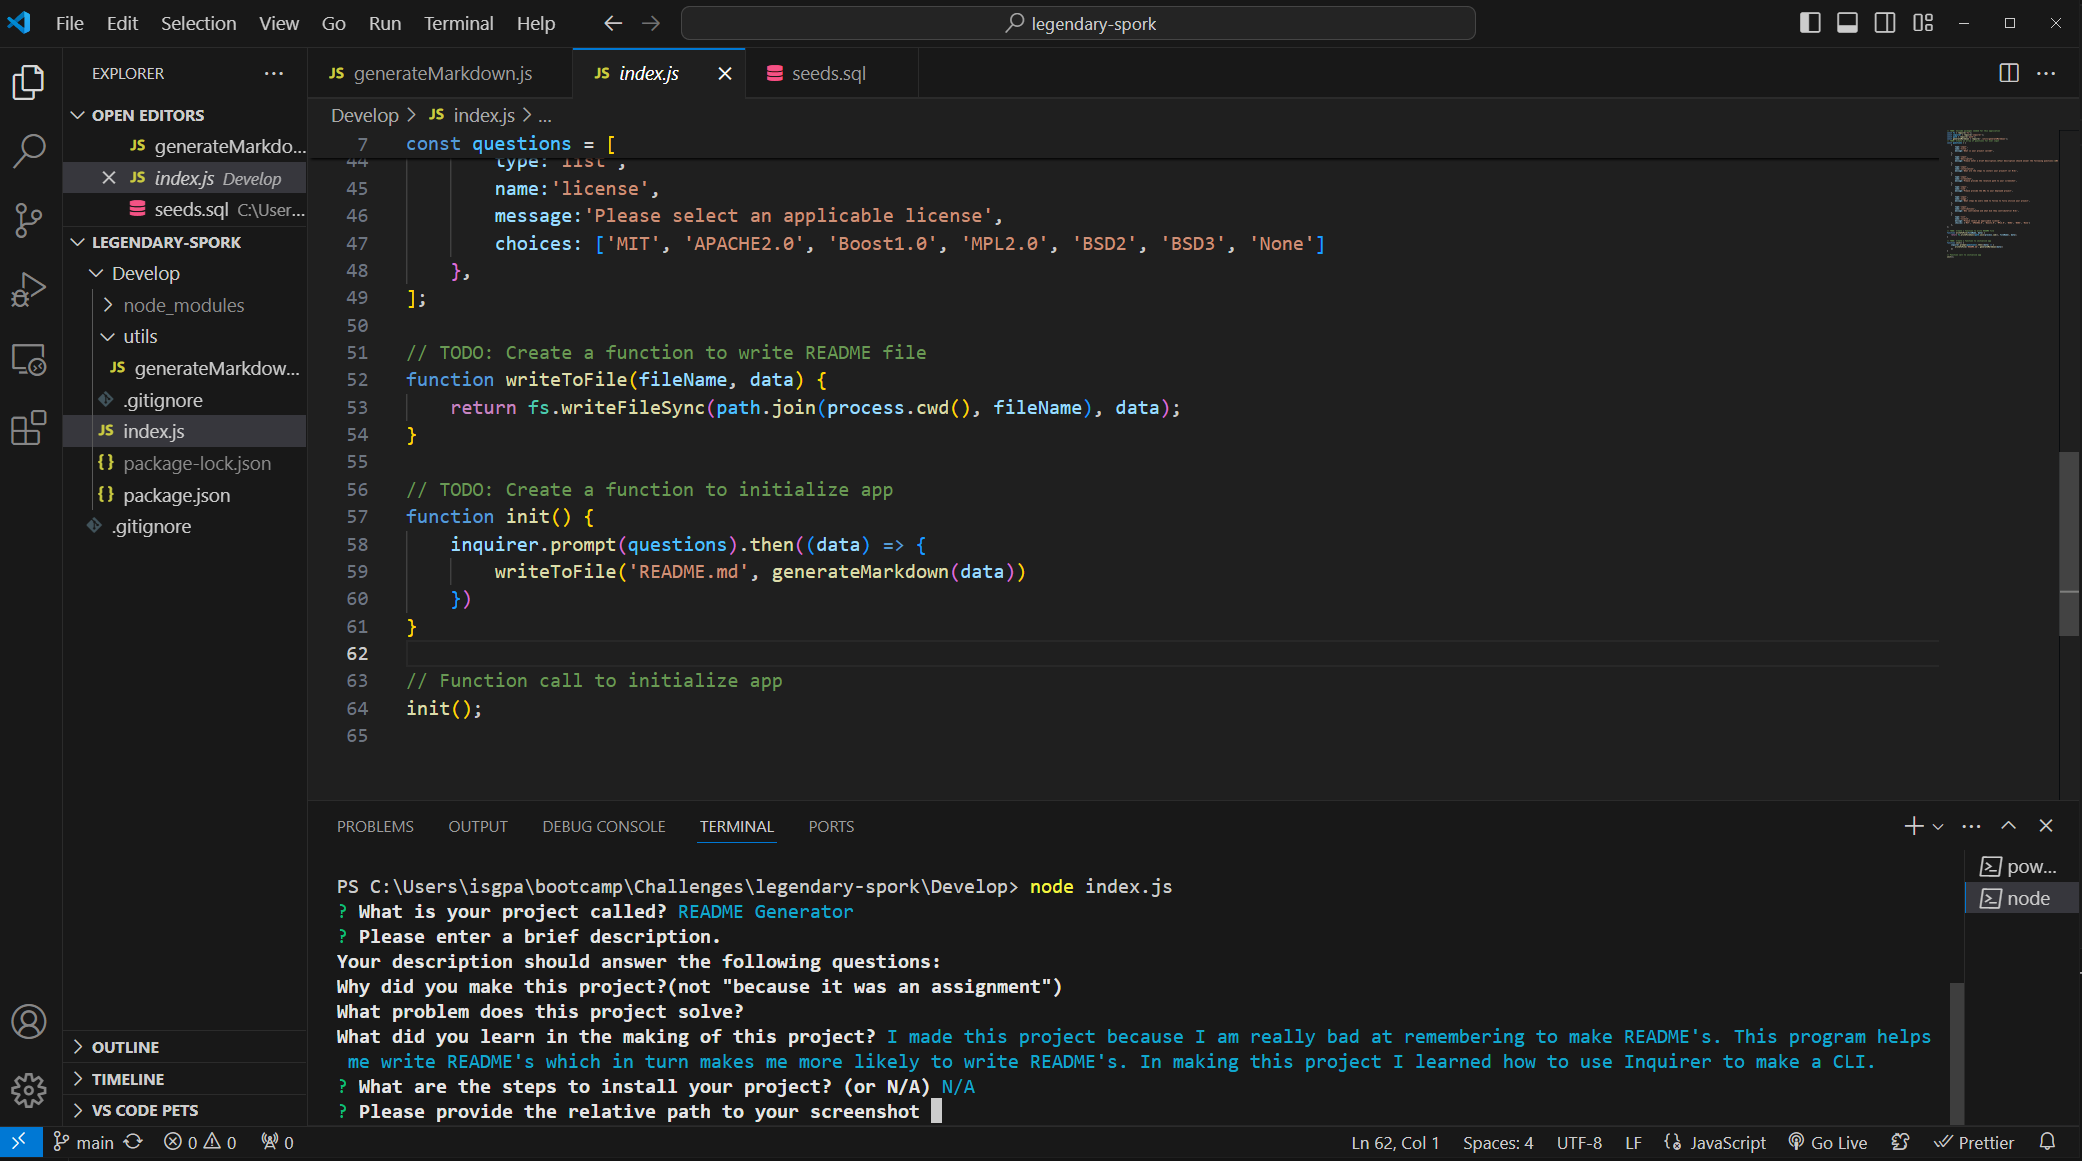 File Edit Selection View Go Run Terminal Help
legendary-spork
EXPLORER
OPEN EDITORS
JS generateMarkdo...
JS index.js Develop
seeds.sql C:\User...
LEGENDARY-SPORK
Develop
node_modules
utils
JS generateMarkdow...
.gitignore
JS index.js
{} package-lock.json
{} package.json
.gitignore
OUTLINE
TIMELINE
VS CODE PETS
JS generateMarkdown.js
JS index.js
seeds.sql
Develop > JS index.js > ...
7 const questions = [
44 type: 'list',
45 name:'license',
46 message:'Please select an applicable license',
47 choices: ['MIT', 'APACHE2.0', 'Boost1.0', 'MPL2.0', 'BSD2', 'BSD3', 'None']
48 },
49 ];
50
51 // TODO: Create a function to write README file
52 function writeToFile(fileName, data) {
53 return fs.writeFileSync(path.join(process.cwd(), fileName), data);
54 }
55
56 // TODO: Create a function to initialize app
57 function init() {
58 inquirer.prompt(questions).then((data) => {
59 writeToFile('README.md', generateMarkdown(data))
60 })
61 }
62
63 // Function call to initialize app
64 init();
65
PROBLEMS OUTPUT DEBUG CONSOLE TERMINAL PORTS
pow...
node
PS C:\Users\isgpa\bootcamp\Challenges\legendary-spork\Develop> node index.js
? What is your project called? README Generator
? Please enter a brief description.
Your description should answer the following questions:
Why did you make this project?(not "because it was an assignment")
What problem does this project solve?
What did you learn in the making of this project? I made this project because I am really bad at remembering to make README's. This program helps
me write README's which in turn makes me more likely to write README's. In making this project I learned how to use Inquirer to make a CLI.
? What are the steps to install your project? (or N/A) N/A
? Please provide the relative path to your screenshot
main 0 0 0 Ln 62, Col 1 Spaces: 4 UTF-8 LF JavaScript Go Live Prettier